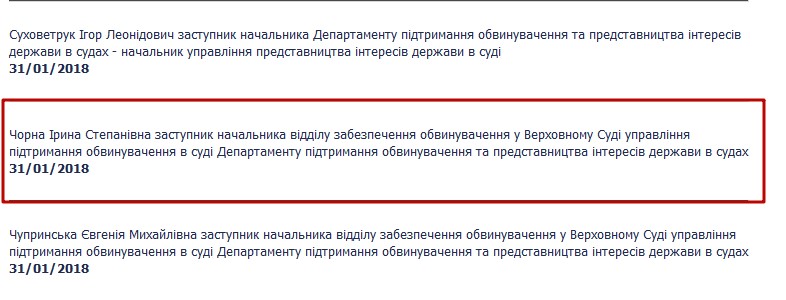 Суховетрук Ігор Леонідович заступник начальника Департаменту підтримання обвинувачення та представництва інтересів
держави в судах - начальник управління представництва інтересів держави в суді
31/01/2018
Чорна Ірина Степанівна заступник начальника відділу забезпечення обвинувачення у Верховному Суді управління
підтримання обвинувачення в суді Департаменту підтримання обвинувачення та представництва інтересів держави в судах
31/01/2018
Чупринська Євгенія Михайлівна заступник начальника відділу забезпечення обвинувачення у Верховному Суді управління
підтримання обвинувачення в суді Департаменту підтримання обвинувачення та представництва інтересів держави в судах
31/01/2018